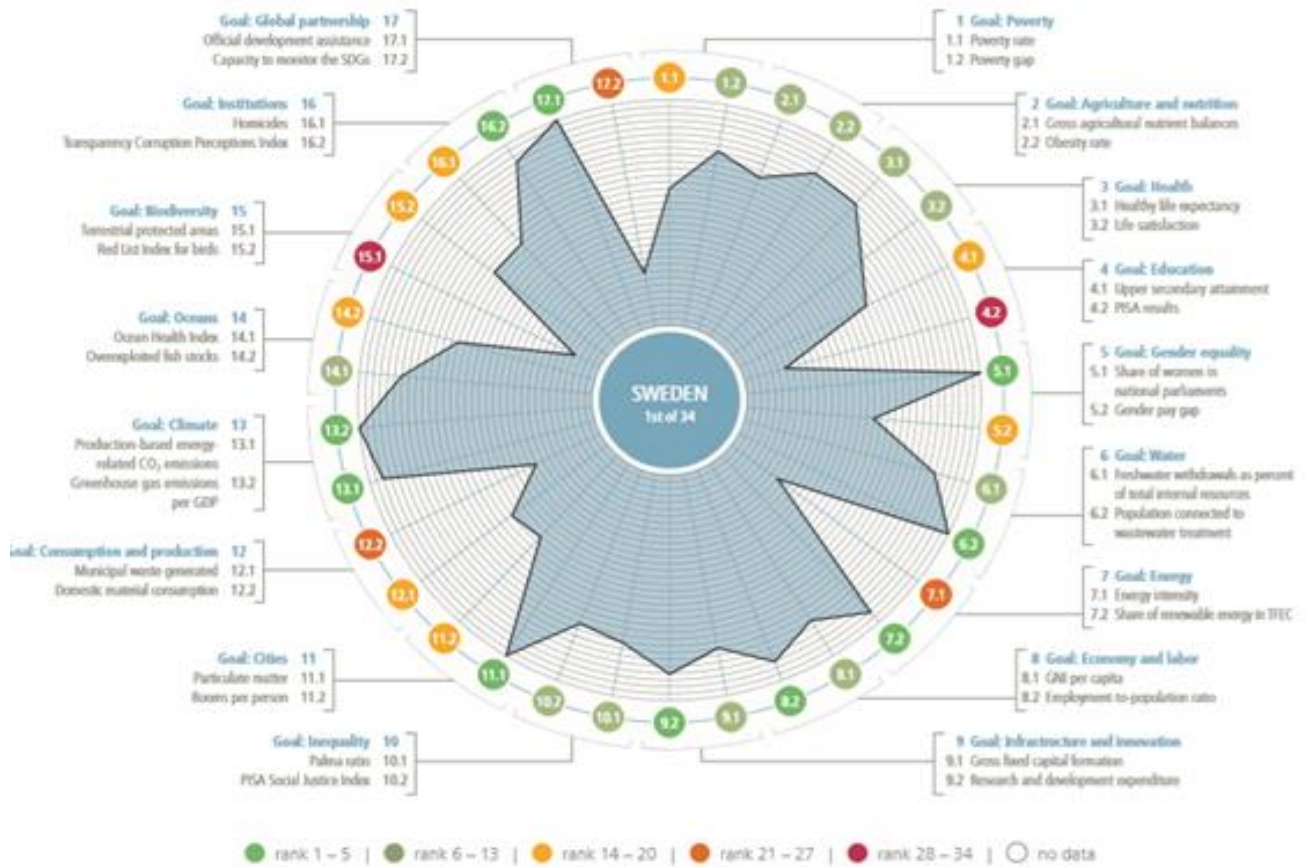 Goal: Global partnership 17
Official development assistance 17.1
Capacity to monitor the SDGs 17.2
Goal: Institutions 16
Homicides 16.1
Transparency Corruption Perceptions Index 16.2
Goal: Biodiversity 15
Terrestrial protected areas 15.1
Red List Index for birds 15.2
Goal: Oceans 14
Ocean Health Index 14.1
Overexploited fish stocks 14.2
Goal: Climate 13
Production-based energy- 13.1
related CO₂ emissions
Greenhouse gas emissions 13.2
per GDP
oal: Consumption and production 12
Municipal waste generated 12.1
Domestic material consumption 12.2
Goal: Cities 11
Particulate matter 11.1
Rooms per person 11.2
Goal: Inequality 10
Palma ratio 10.1
PISA Social Justice Index 10.2
1 Goal: Poverty
1.1 Poverty rate
1.2 Poverty gap
2 Goal: Agriculture and nutrition
2.1 Gross agricultural nutrient balances
2.2 Obesity rate
3 Goal: Health
3.1 Healthy life expectancy
3.2 Life satisfaction
4 Goal: Education
4.1 Upper secondary attainment
4.2 PISA results
5 Goal: Gender equality
5.1 Share of women in
national parliaments
5.2 Gender pay gap
6 Goal: Water
6.1 Freshwater withdrawals as percent
of total internal resources
6.2 Population connected to
wastewater treatment
7 Goal: Energy
7.1 Energy intensity
7.2 Share of renewable energy in TFEC
8 Goal: Economy and labor
8.1 GNI per capita
8.2 Employment-to-population ratio
9 Goal: Infrastructure and innovation
9.1 Gross fixed capital formation
9.2 Research and development expenditure
1.1
1.2
2.1
2.2
3.1
3.2
4.1
4.2
5.1
5.2
6.1
6.2
7.1
7.2
8.1
8.2
9.1
9.2
10.1
10.2
11.1
11.2
12.1
12.2
13.1
13.2
14.1
14.2
15.1
15.2
16.1
16.2
17.1
17.2
SWEDEN
1st of 34
rank 1 – 5 | rank 6 – 13 | rank 14 – 20 | rank 21 – 27 | rank 28 – 34 | no data